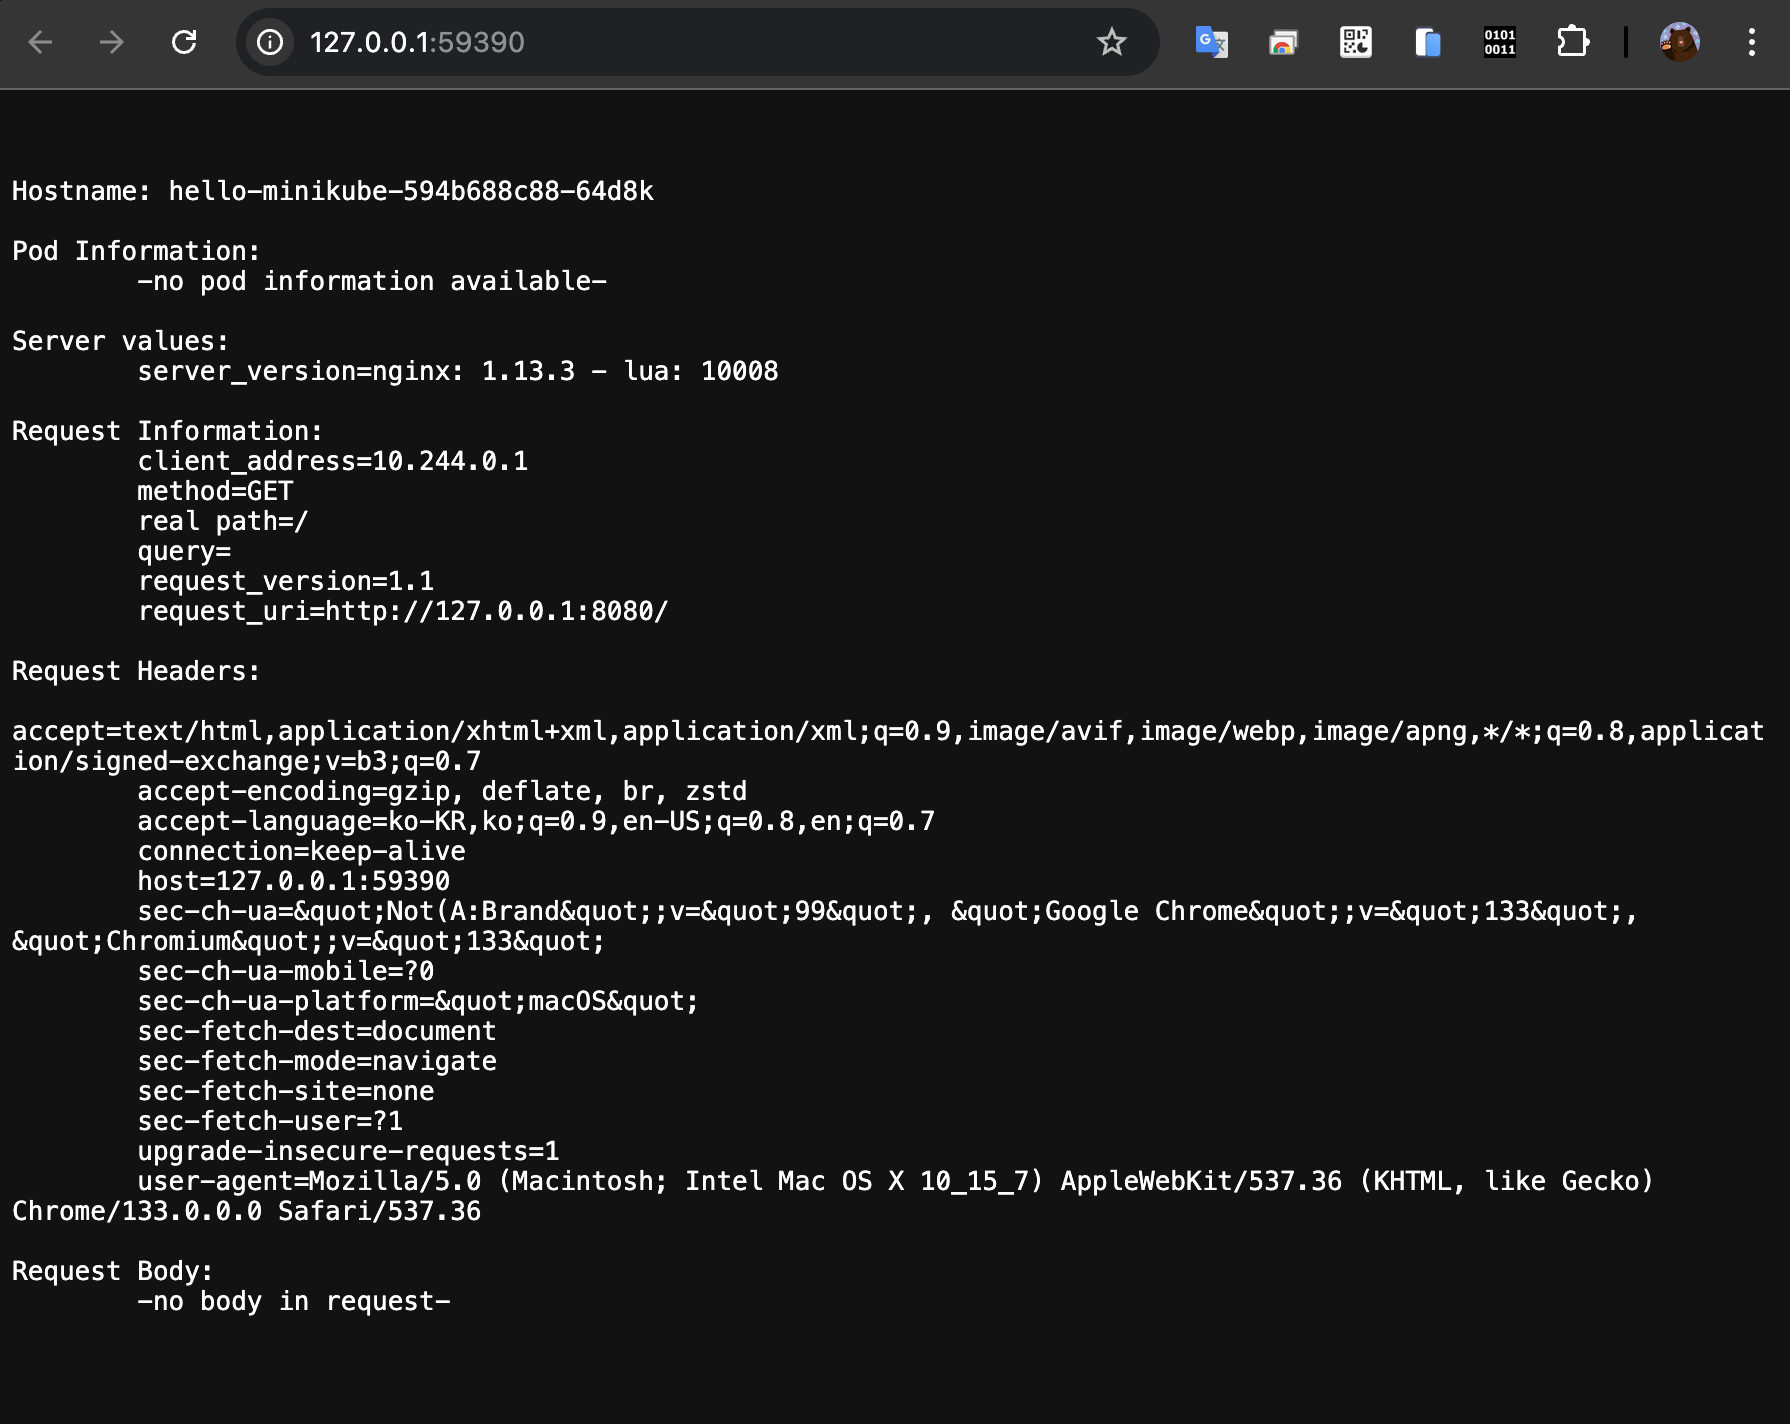 127.0.0.1:59390
0101
0011
Hostname: hello-minikube-594b688c88-64d8k
Pod Information:
-no pod information available-
Server values:
server_version=nginx: 1.13.3 - lua: 10008
Request Information:
client_address=10.244.0.1
method=GET
real path=/
query=
request_version=1.1
request_uri=http://127.0.0.1:8080/
Request Headers:
accept=text/html,application/xhtml+xml,application/xml;q=0.9,image/avif,image/webp,image/apng,*/*;q=0.8,applicat
ion/signed-exchange;v=b3;q=0.7
accept-encoding=gzip, deflate, br, zstd
accept-language=ko-KR,ko;q=0.9,en-US;q=0.8,en;q=0.7
connection=keep-alive
host=127.0.0.1:59390
sec-ch-ua=&quot;Not(A:Brand&quot;;v=&quot;99&quot;, &quot;Google Chrome&quot;;v=&quot;133&quot;,
&quot;Chromium&quot;;v=&quot;133&quot;
sec-ch-ua-mobile=?0
sec-ch-ua-platform=&quot;macOS&quot;
sec-fetch-dest=document
sec-fetch-mode=navigate
sec-fetch-site=none
sec-fetch-user=?1
upgrade-insecure-requests=1
user-agent=Mozilla/5.0 (Macintosh; Intel Mac OS X 10_15_7) AppleWebKit/537.36 (KHTML, like Gecko)
Chrome/133.0.0.0 Safari/537.36
Request Body:
-no body in request-